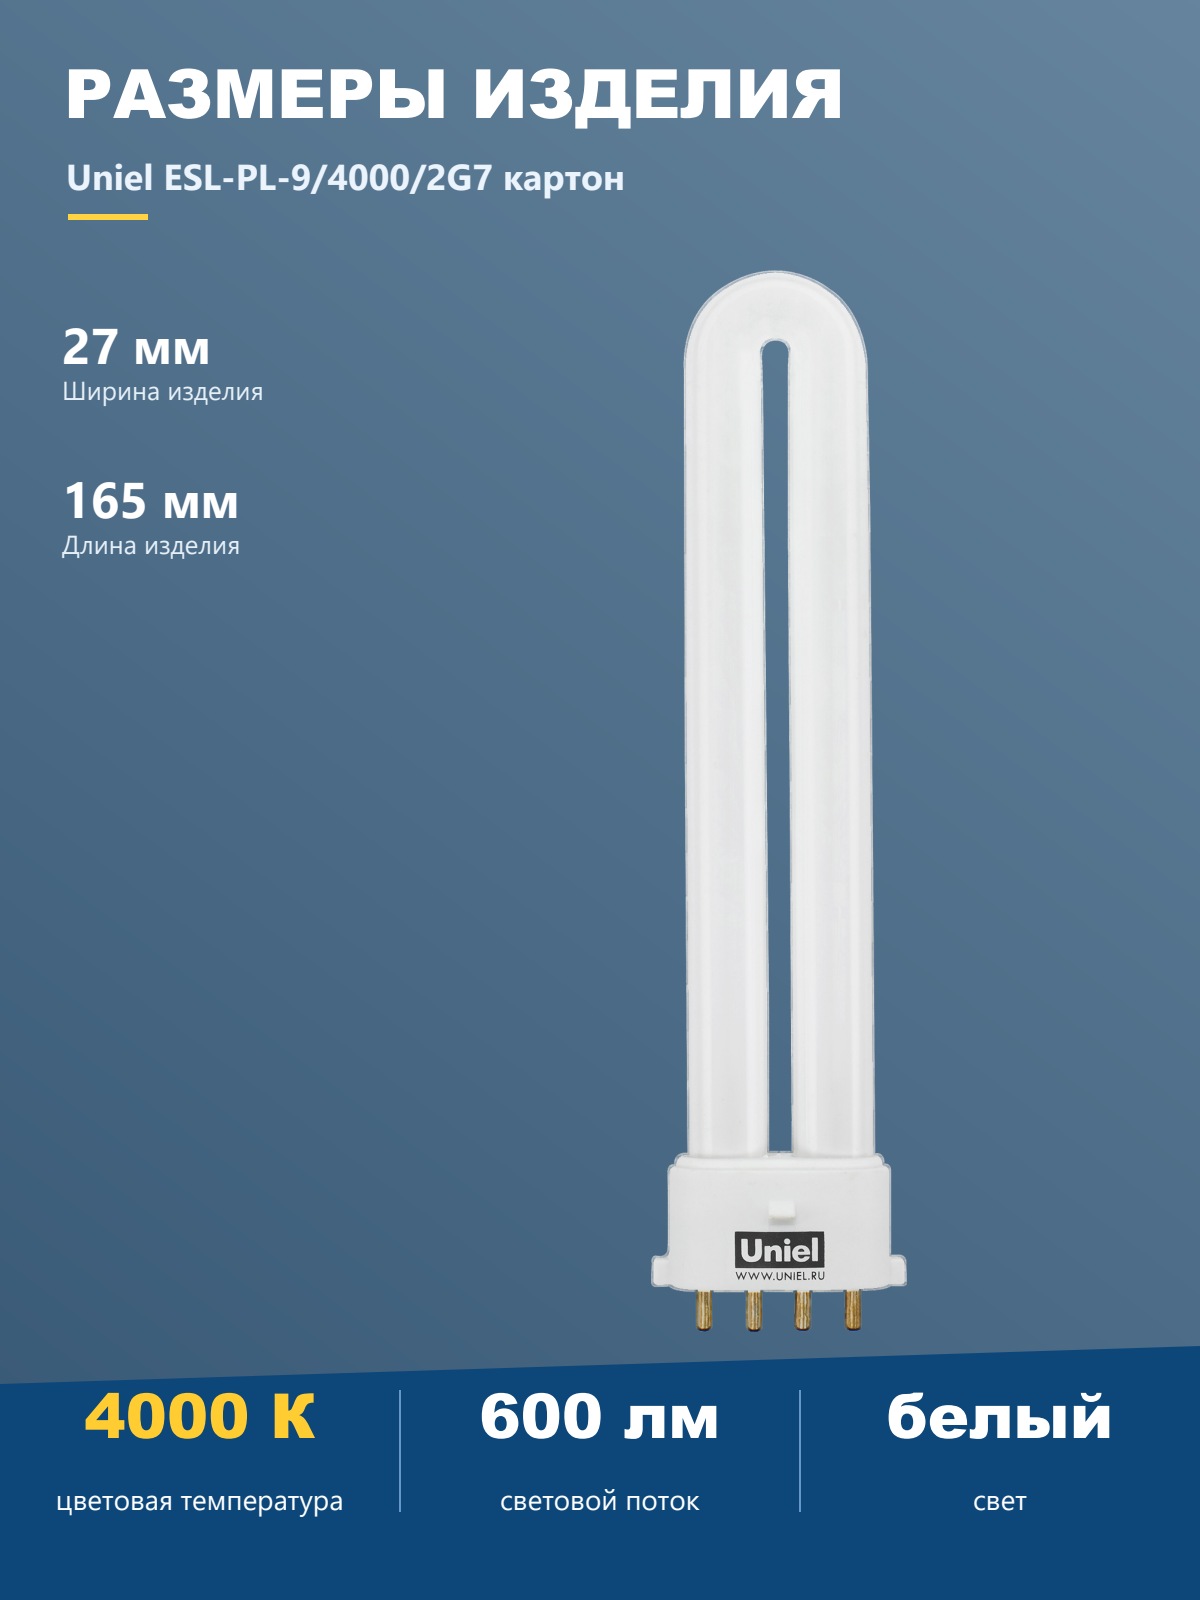 РАЗМЕРЫ ИЗДЕЛИЯ
Uniel ESL-PL-9/4000/2G7 картон
27 мм
Ширина изделия
165 мм
Длина изделия
Uniel
WWW.UNIEL.RU
4000 К
цветовая температура
600 лм
световой поток
белый
свет